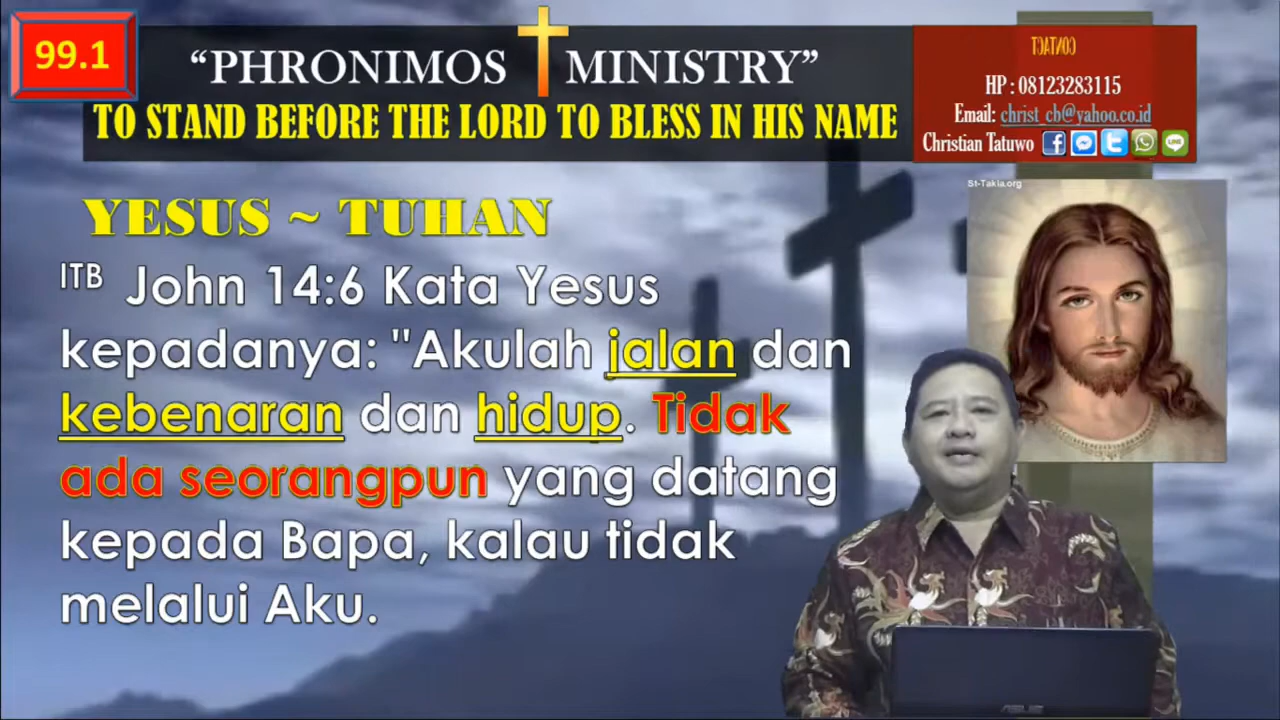 99.1
“PHRONIMOS MINISTRY”
TO STAND BEFORE THE LORD TO BLESS IN HIS NAME
CONTACT
HP : 08123283115
Email: christ_cb@yahoo.co.id
Christian Tatuwo
St-Takla.org
YESUS ~ TUHAN
ITB John 14:6 Kata Yesus
kepadanya: "Akulah jalan dan
kebenaran dan hidup. Tidak
ada seorangpun yang datang
kepada Bapa, kalau tidak
melalui Aku.
ASUS